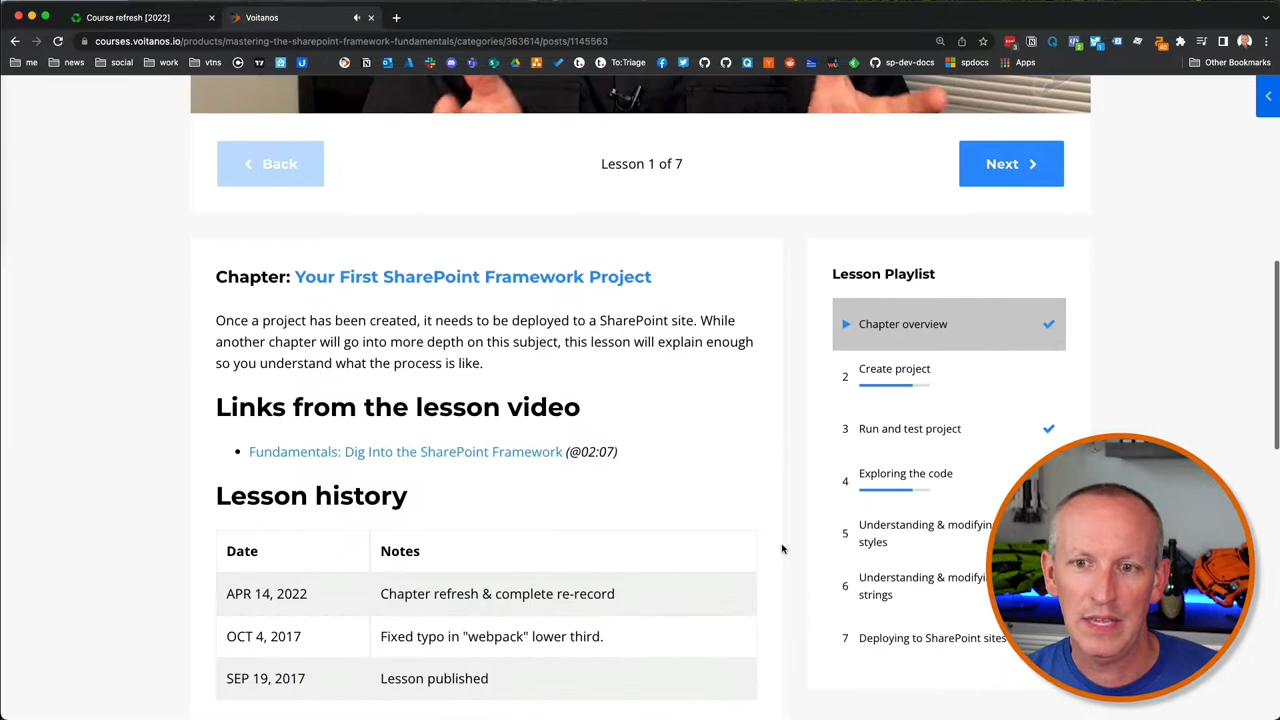 Course refresh [2022]
Voitanos
courses.voitanos.io/products/mastering-the-sharepoint-framework-fundamentals/categories/363614/posts/1145563
me
news
social
work
vtns
To:Triage
sp-dev-docs
spdocs
Apps
Other Bookmarks
Back
Lesson 1 of 7
Next
Chapter: Your First SharePoint Framework Project
Once a project has been created, it needs to be deployed to a SharePoint site. While
another chapter will go into more depth on this subject, this lesson will explain enough
so you understand what the process is like.
Links from the lesson video
Fundamentals: Dig Into the SharePoint Framework (@02:07)
Lesson history
Date Notes
APR 14, 2022 Chapter refresh & complete re-record
OCT 4, 2017 Fixed typo in "webpack" lower third.
SEP 19, 2017 Lesson published
Lesson Playlist
Chapter overview
2 Create project
3 Run and test project
4 Exploring the code
5 Understanding & modifyin
styles
6 Understanding & modifyi
strings
7 Deploying to SharePoint sites